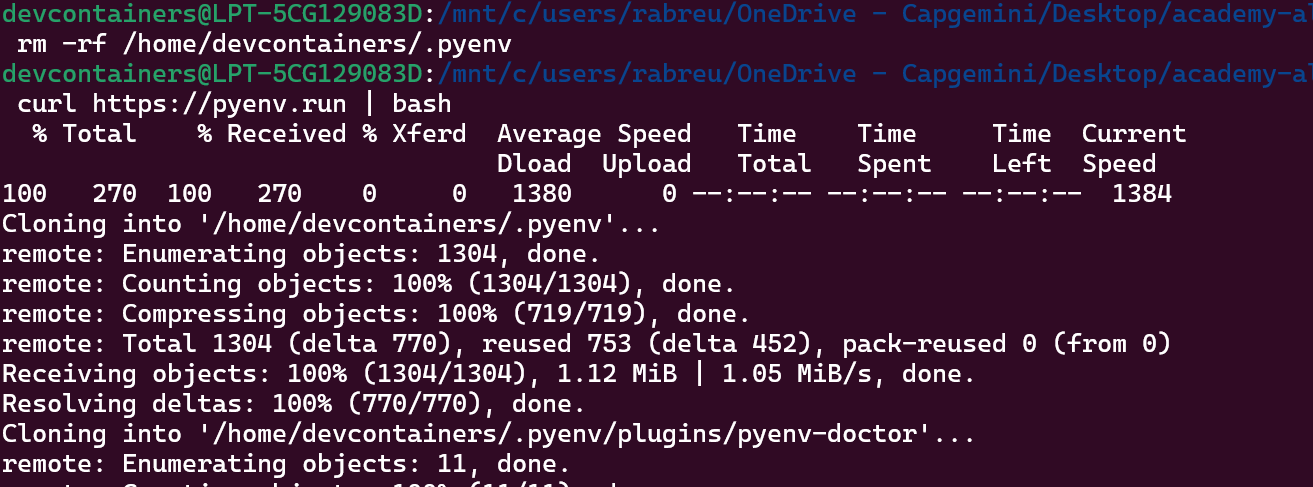 devcontainers@LPT-5CG129083D:/mnt/c/users/rabreu/OneDrive - Capgemini/Desktop/academy-al
rm -rf /home/devcontainers/.pyenv
devcontainers@LPT-5CG129083D:/mnt/c/users/rabreu/OneDrive - Capgemini/Desktop/academy-al
curl https://pyenv.run | bash
% Total % Received % Xferd Average Speed Time Time Time Current
Dload Upload Total Spent Left Speed
100 270 100 270 0 0 1380 0 --:--:-- --:--:-- --:--:-- 1384
Cloning into '/home/devcontainers/.pyenv'...
remote: Enumerating objects: 1304, done.
remote: Counting objects: 100% (1304/1304), done.
remote: Compressing objects: 100% (719/719), done.
remote: Total 1304 (delta 770), reused 753 (delta 452), pack-reused 0 (from 0)
Receiving objects: 100% (1304/1304), 1.12 MiB | 1.05 MiB/s, done.
Resolving deltas: 100% (770/770), done.
Cloning into '/home/devcontainers/.pyenv/plugins/pyenv-doctor'...
remote: Enumerating objects: 11, done.